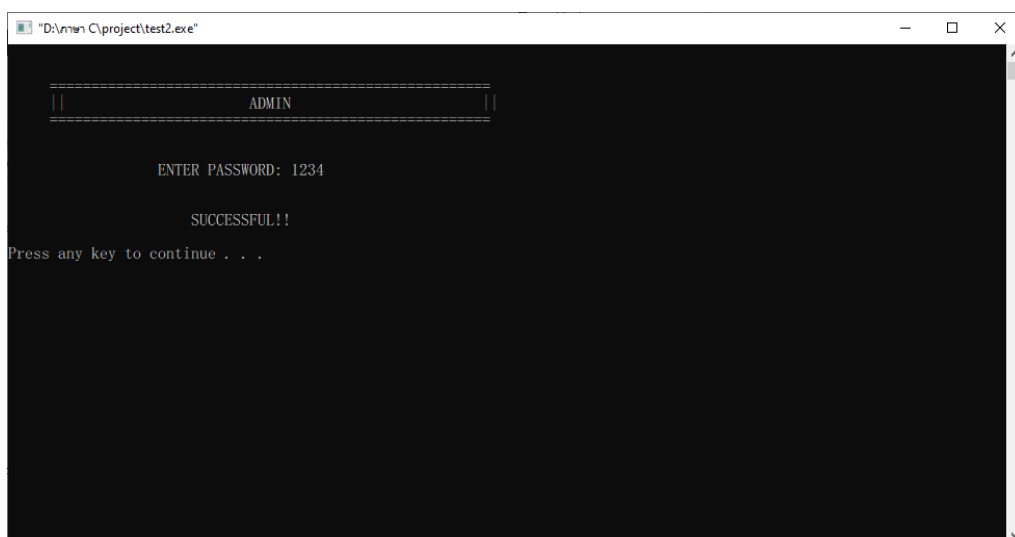 "D:\ภาษา C\project\test2.exe"
====================================================
|| ADMIN ||
====================================================
ENTER PASSWORD: 1234
SUCCESSFUL!!
Press any key to continue . . .